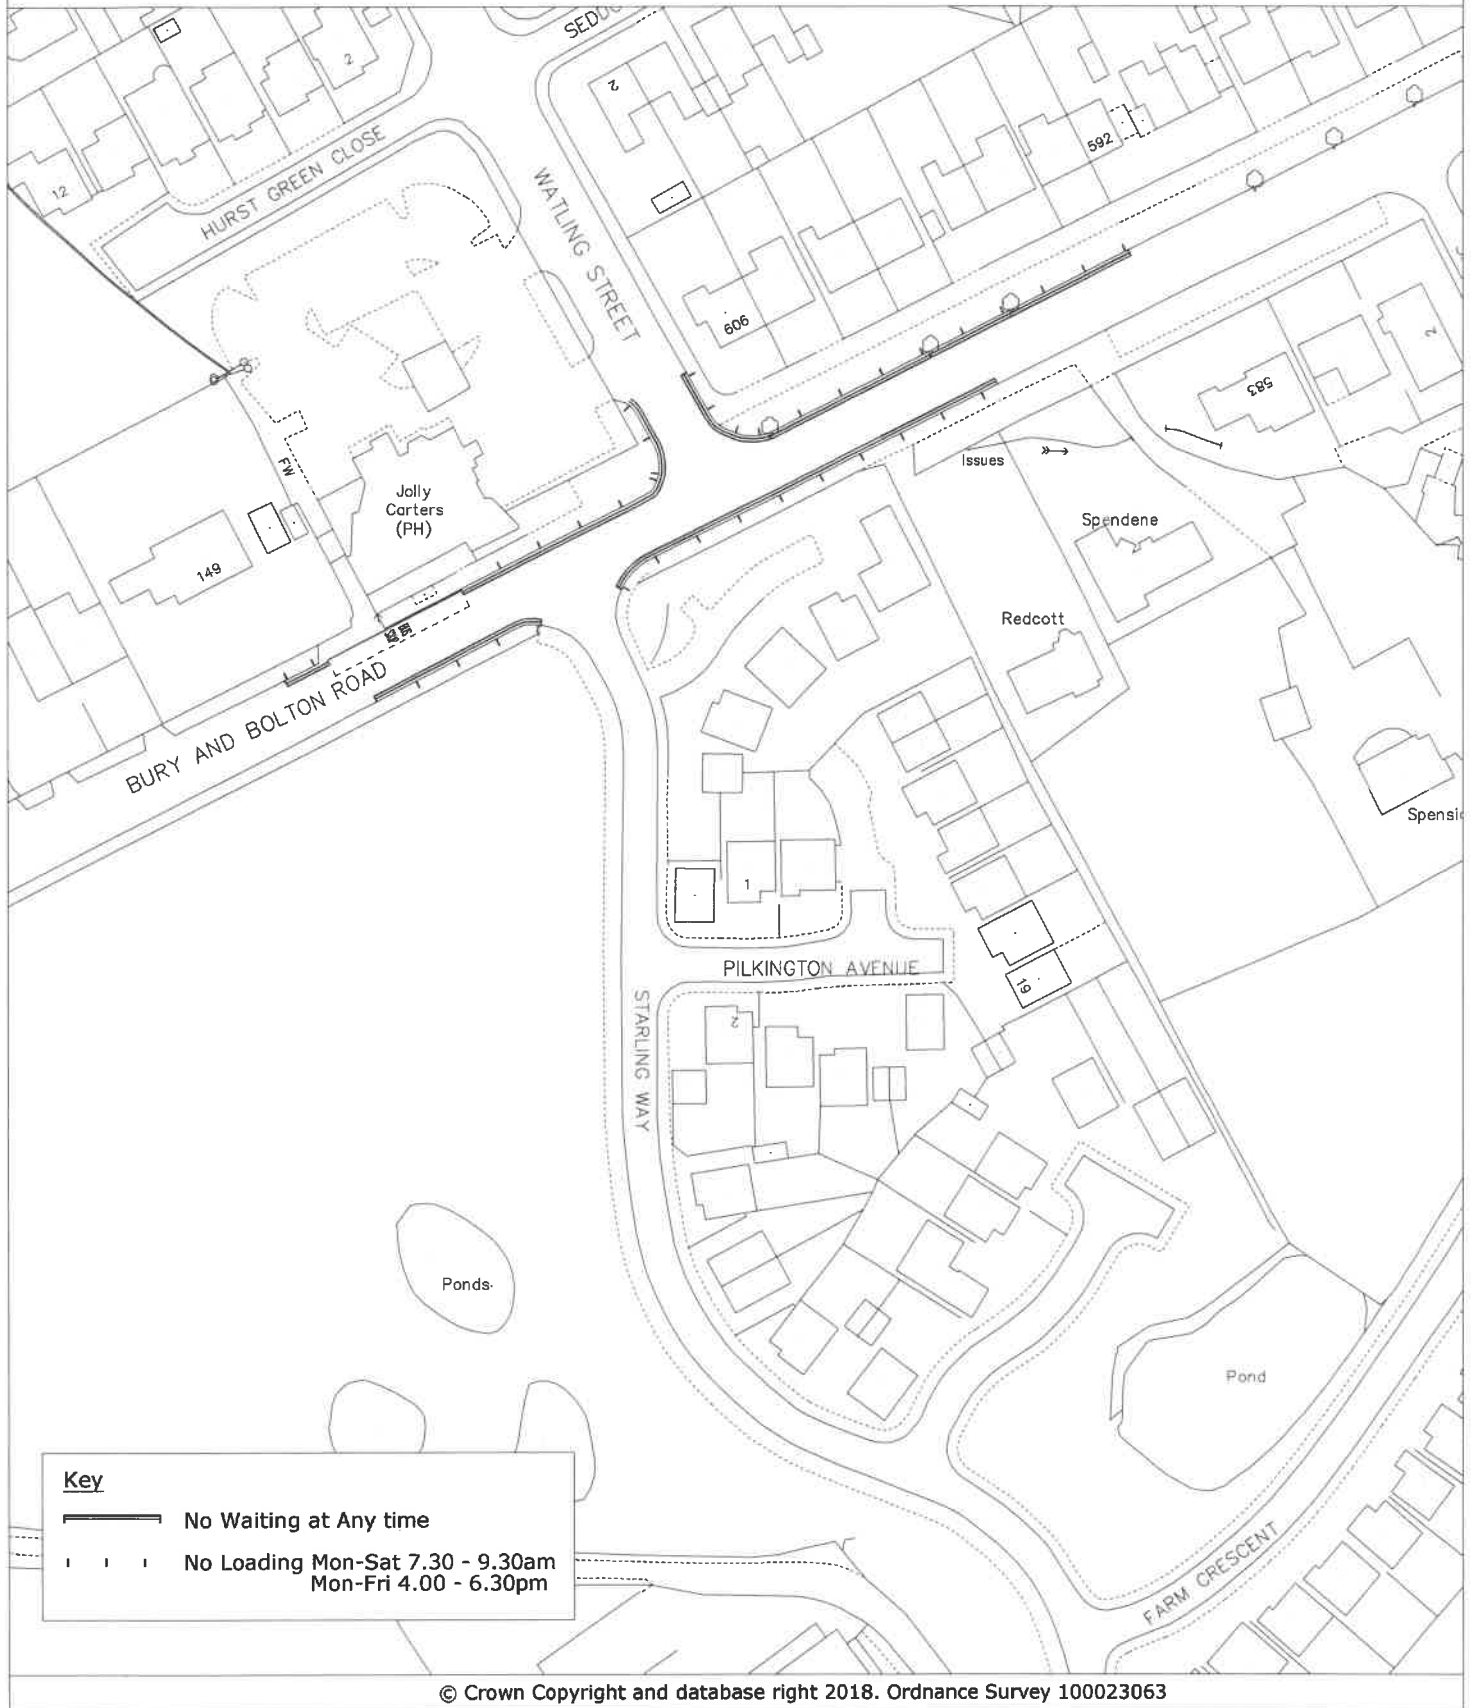 2
2
12
HURST GREEN CLOSE
WATLING STREET
592
606
583
2
FW
Jolly
Carters
(PH)
Issues
149
Spendene
Redcott
BURY AND BOLTON ROAD
1
PILKINGTON AVENUE
19
STARLING WAY
2
Ponds
Pond
FARM CRESCENT
Key
No Waiting at Any time
No Loading Mon-Sat 7.30 - 9.30am
Mon-Fri 4.00 - 6.30pm
© Crown Copyright and database right 2018. Ordnance Survey 100023063